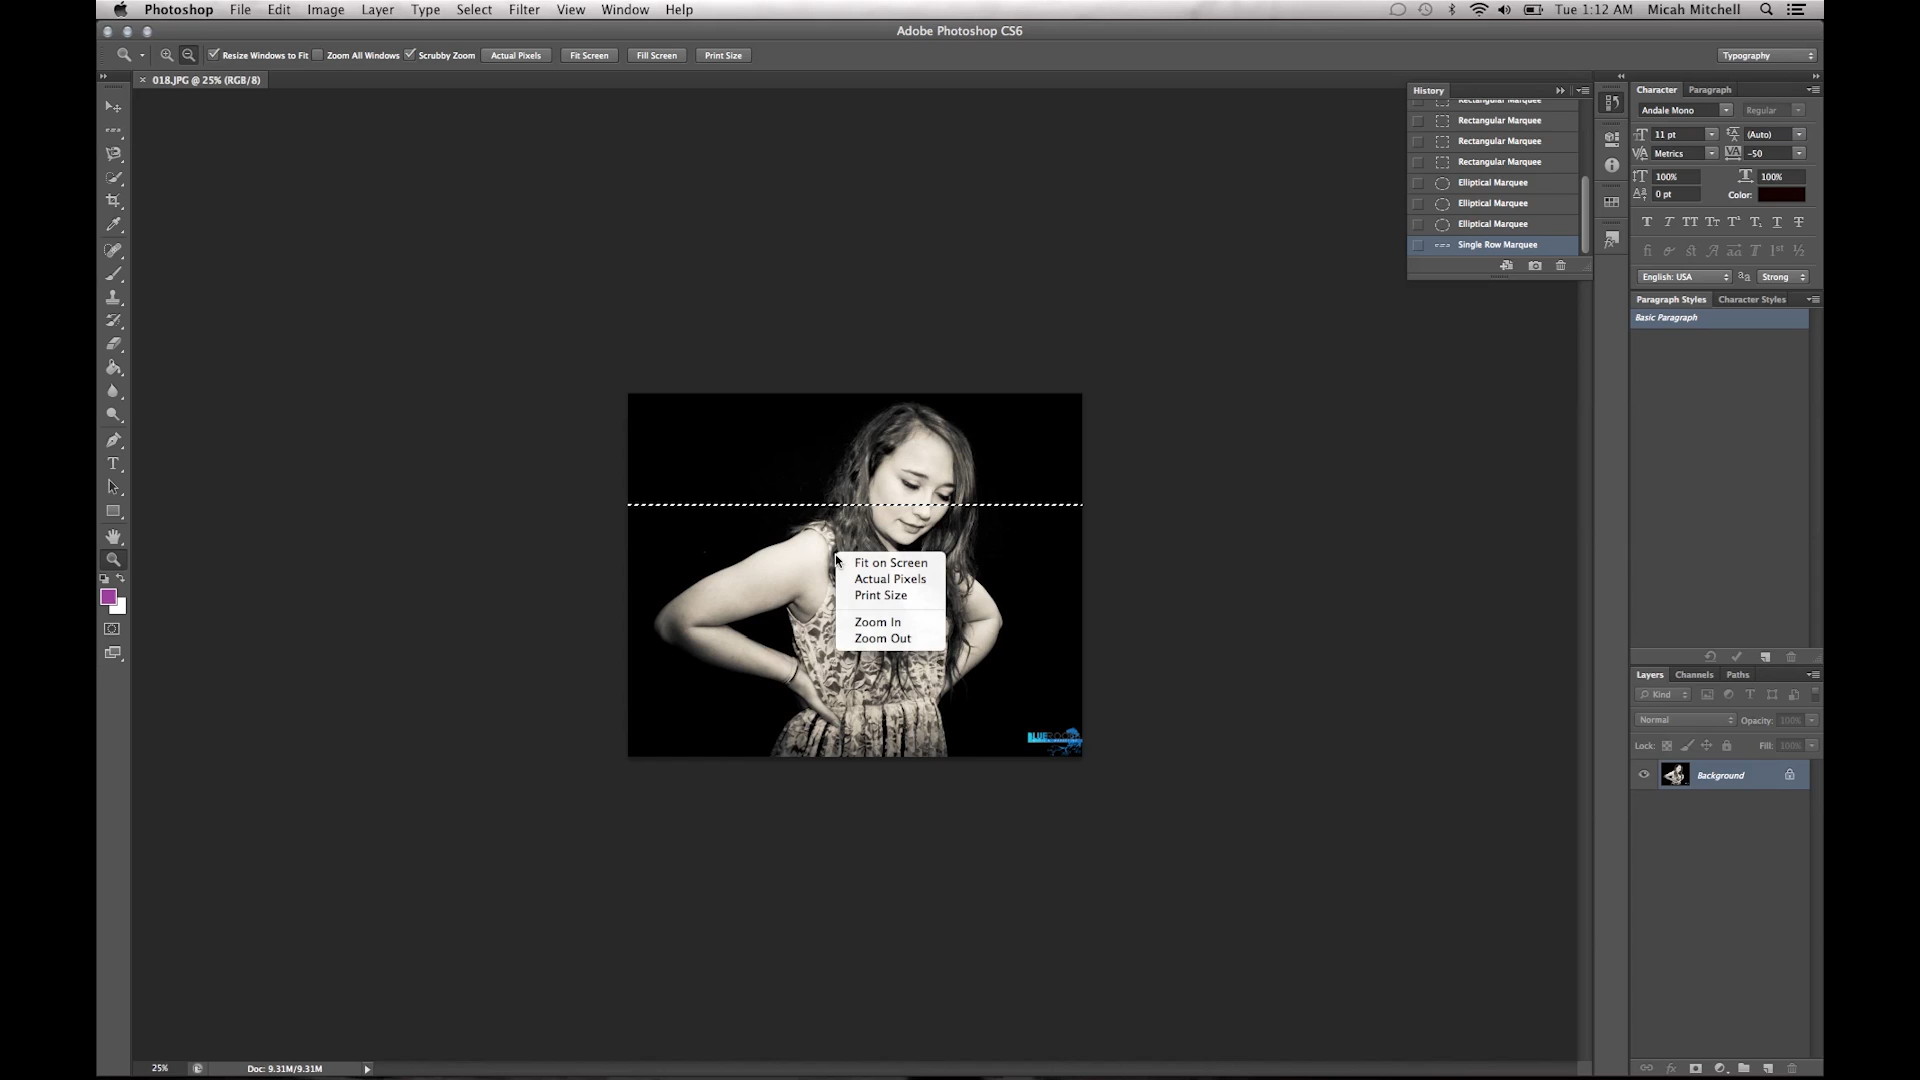 Photoshop File Edit Image Layer Type Select Filter View Window Help Tue 1:12 AM Micah Mitchell
Adobe Photoshop CS6
Resize Windows to Fit Zoom All Windows Scrubby Zoom Actual Pixels Fit Screen Fill Screen Print Size Typography
018.JPG @ 25% (RGB/8)
History
Rectangular Marquee
Rectangular Marquee
Rectangular Marquee
Rectangular Marquee
Elliptical Marquee
Elliptical Marquee
Elliptical Marquee
Single Row Marquee
Character Paragraph
Andale Mono Regular
11 pt (Auto)
Metrics -50
100% 100%
0 pt Color:
English: USA aa Strong
Paragraph Styles Character Styles
Basic Paragraph
Fit on Screen
Actual Pixels
Print Size
Zoom In
Zoom Out
BLUE
Layers Channels Paths
Kind
Normal Opacity: 100%
Lock: Fill: 100%
Background
25% Doc: 9.31M/9.31M